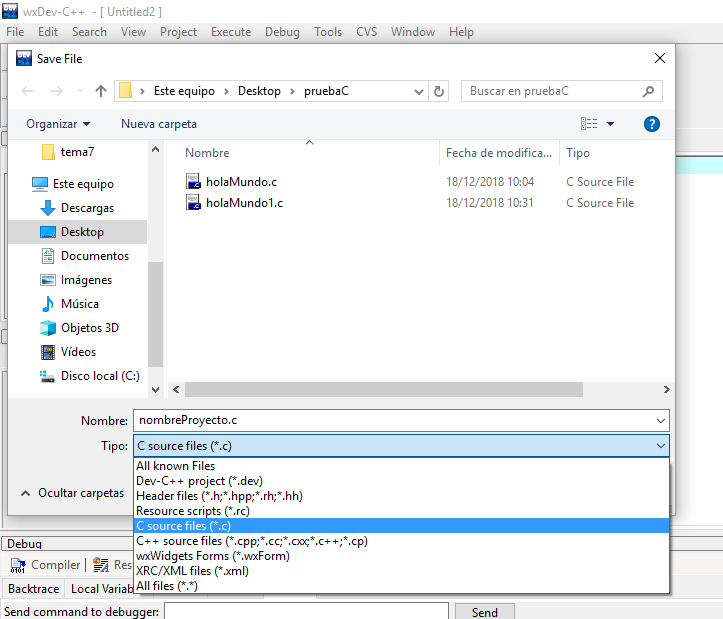 wxDev-C++ - [ Untitled2 ]
File Edit Search View Project Execute Debug Tools CVS Window Help
Save File
Este equipo Desktop pruebaC Buscar en pruebaC
Organizar Nueva carpeta
Nombre Fecha de modifica... Tipo
tema7
Este equipo
Descargas
Desktop
Documentos
Imágenes
Música
Objetos 3D
Vídeos
Disco local (C:)
holaMundo.c 18/12/2018 10:04 C Source File
holaMundo1.c 18/12/2018 10:31 C Source File
Nombre: nombreProyecto.c
Tipo: C source files (*.c)
All known Files
Dev-C++ project (*.dev)
Header files (*.h;*.hpp;*.rh;*.hh)
Resource scripts (*.rc)
C source files (*.c)
C++ source files (*.cpp;*.cc;*.cxx;*.c++;*.cp)
wxWidgets Forms (*.wxForm)
XRC/XML files (*.xml)
All files (*.*)
Ocultar carpetas
Debug
Compiler Res
Backtrace Local Variab
Send command to debugger: Send